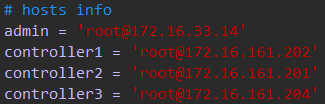 # hosts info
admin = 'root@172.16.33.14'
controller1 = 'root@172.16.161.202'
controller2 = 'root@172.16.161.201'
controller3 = 'root@172.16.161.204'